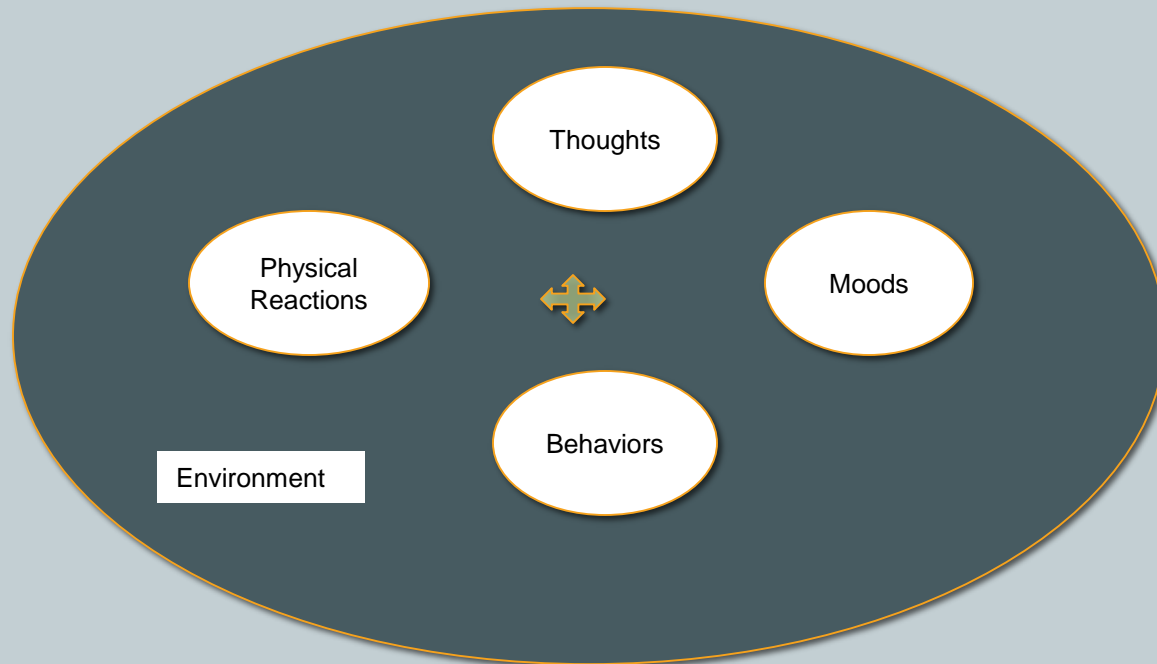 Thoughts
Physical
Reactions
Moods
Behaviors
Environment